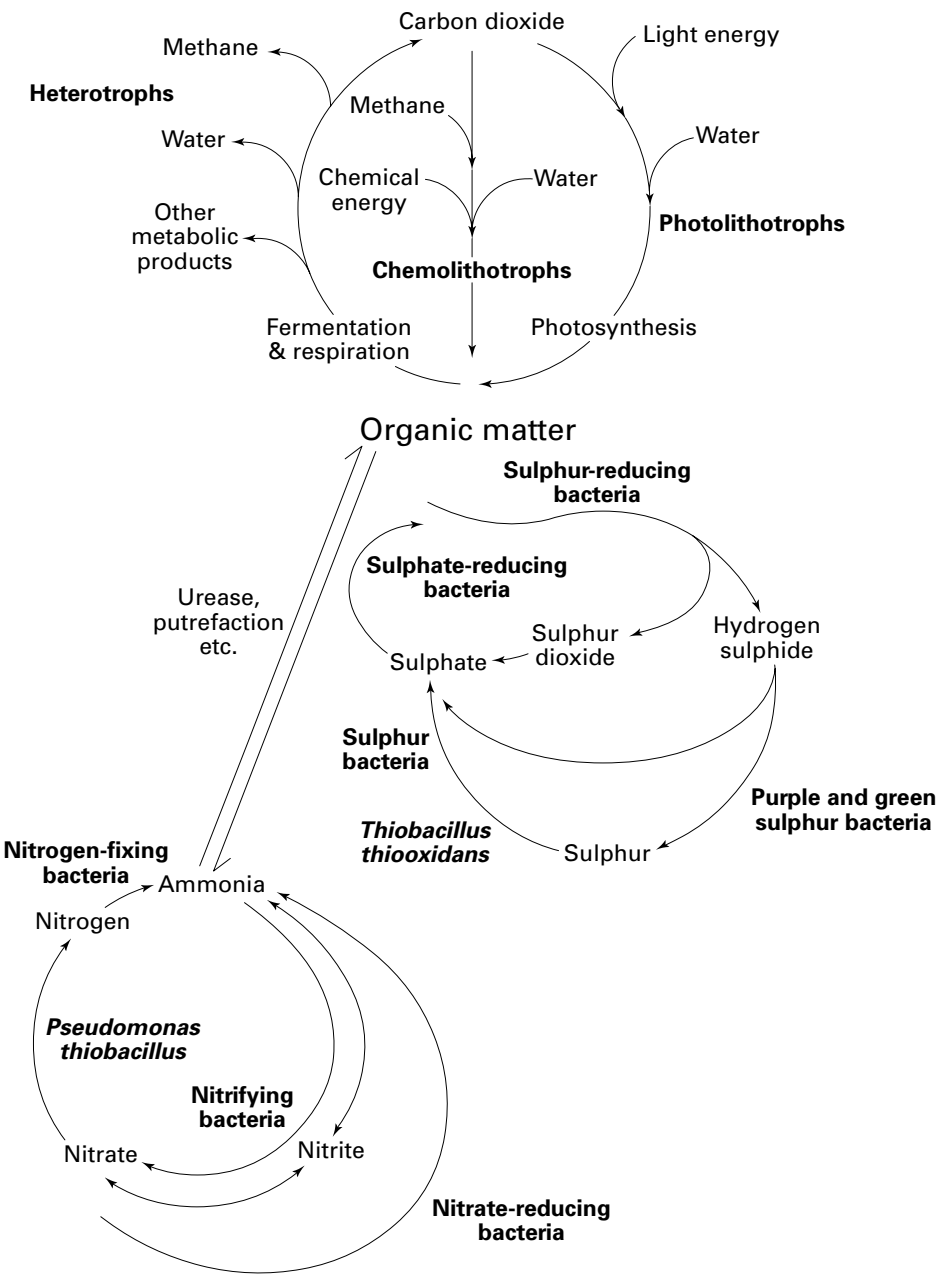 Carbon dioxide
Light energy
Methane
Heterotrophs
Methane
Water
Water
Chemical
energy
Water
Other
metabolic
products
Photolithotrophs
Chemolithotrophs
Fermentation
& respiration
Photosynthesis
Organic matter
Sulphur-reducing
bacteria
Sulphate-reducing
bacteria
Urease,
putrefaction
etc.
Sulphur
dioxide
Hydrogen
sulphide
Sulphate
Sulphur
bacteria
Purple and green
sulphur bacteria
Thiobacillus
thiooxidans
Sulphur
Nitrogen-fixing
bacteria
Ammonia
Nitrogen
Pseudomonas
thiobacillus
Nitrifying
bacteria
Nitrate
Nitrite
Nitrate-reducing
bacteria